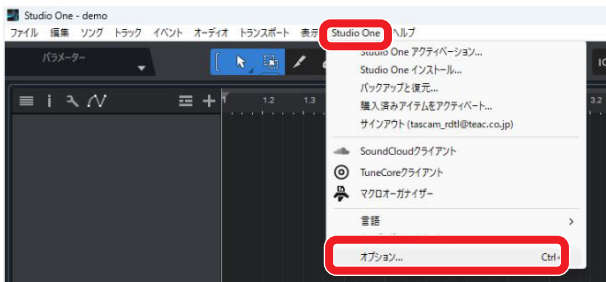 Studio One - demo
ファイル 編集 ソング トラック イベント オーディオ トランスポート 表示 Studio One ヘルプ
パラメーター
Studio One アクティベーション...
Studio One インストール...
バックアップと復元...
購入済みアイテムをアクティベート...
サインアウト (tascam_rdtl@teac.co.jp)
1 1.2 1.3 3.2
SoundCloudクライアント
TuneCoreクライアント
マクロオーガナイザー
言語
オプション... Ctrl+